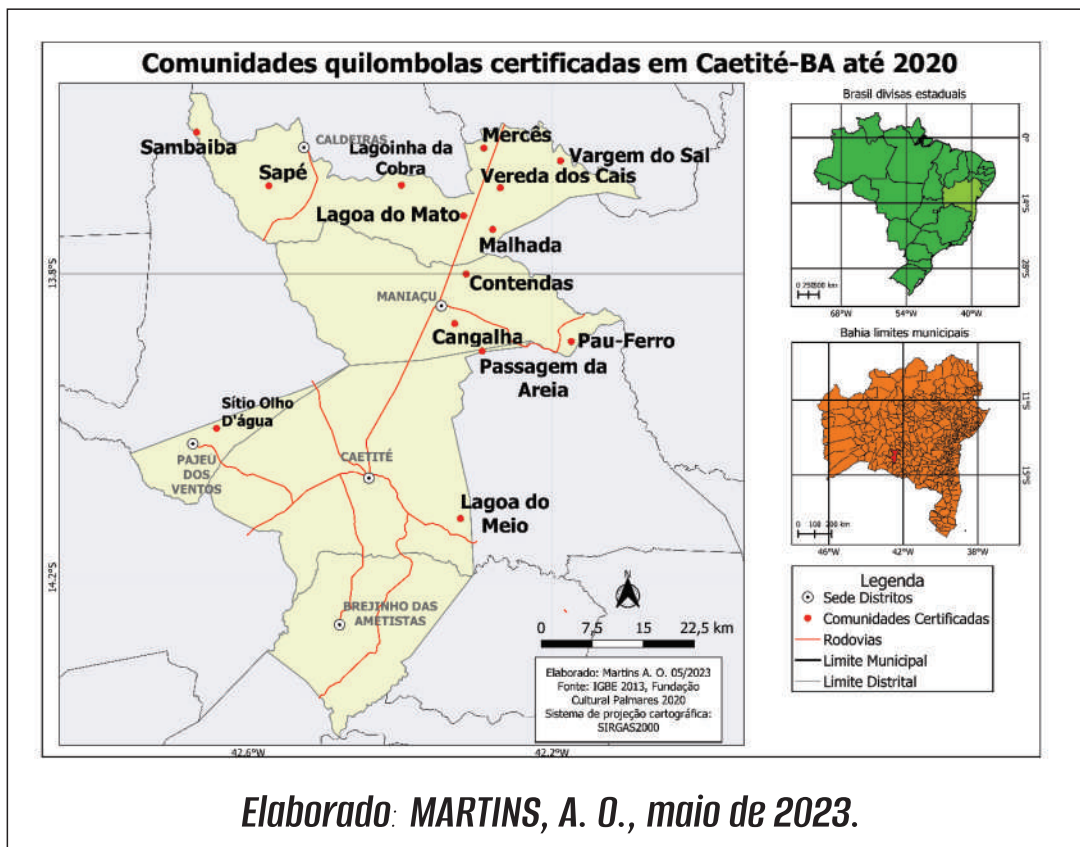 Comunidades quilombolas certificadas em Caetité-BA até 2020
Sambaiba
CALDEIRAS
Sapé
Lagoinha da
Cobra
Mercês
Vargem do Sal
Vereda dos Cais
Lagoa do Mato
Malhada
Contendas
MANIAÇU
Cangalha
Pau-Ferro
Passagem da
Areia
Sítio Olho
D'água
PAJEÚ
DOS
VENTOS
CAETITÉ
Lagoa do
Meio
BREJINHO DAS
AMETISTAS
13.8°S
14.2°S
42.6°W
42.2°W
N
0 7,5 15 22,5 km
Elaborado: Martins A. O. 05/2023
Fonte: IGBE 2013, Fundação
Cultural Palmares 2020
Sistema de projeção cartográfica:
SIRGAS2000
Brasil divisas estaduais
0°
14°S
28°S
0 250500 km
68°W 54°W 40°W
Bahia limites municipais
11°S
15°S
0 100 200 km
46°W 42°W 38°W
Legenda
Sede Distritos
Comunidades Certificadas
Rodovias
Limite Municipal
Limite Distrital
Elaborado: MARTINS, A. O., maio de 2023.